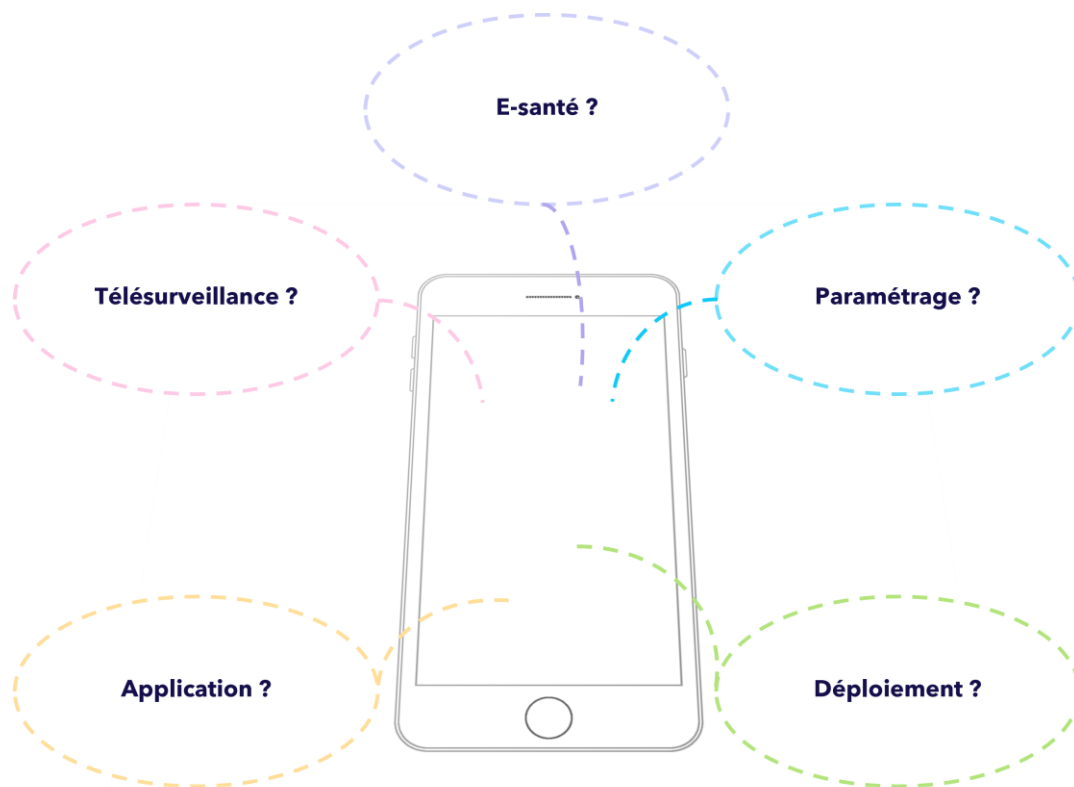 E-santé ?
Télésurveillance ?
Paramétrage ?
Application ?
Déploiement ?